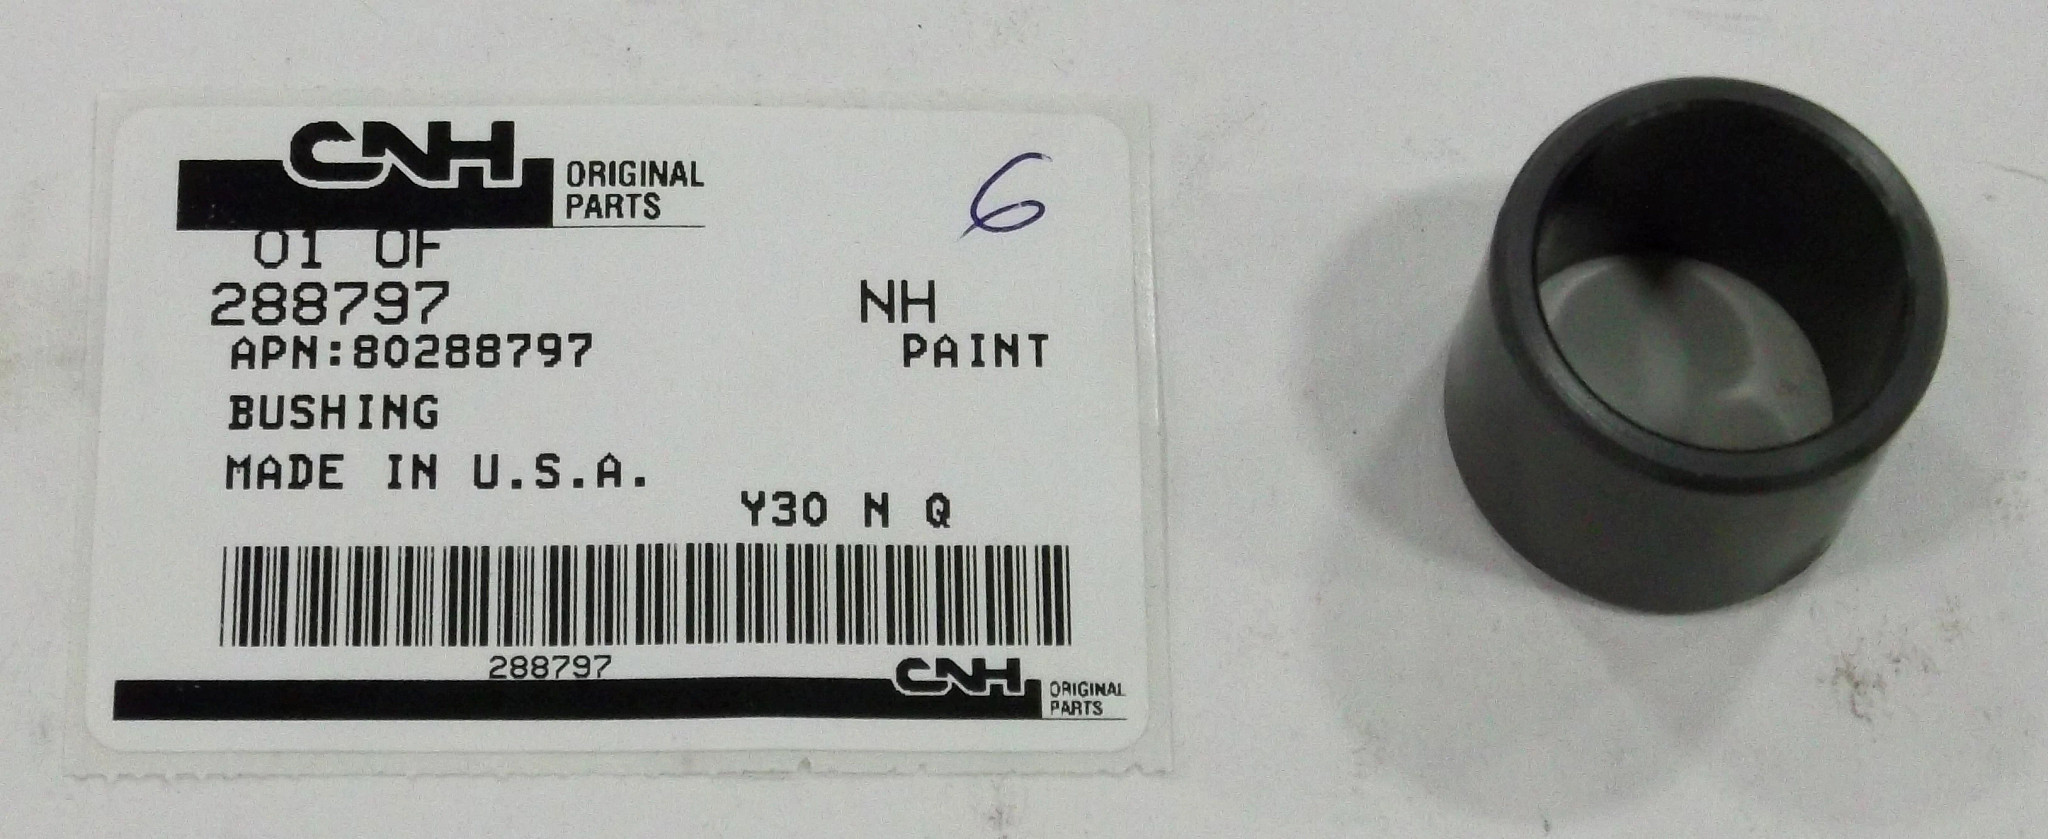 CNH ORIGINAL
PARTS
6
01 OF
288797 NH
APN:80288797 PAINT
BUSHING
MADE IN U.S.A.
Y30 N Q
288797
CNH ORIGINAL
PARTS